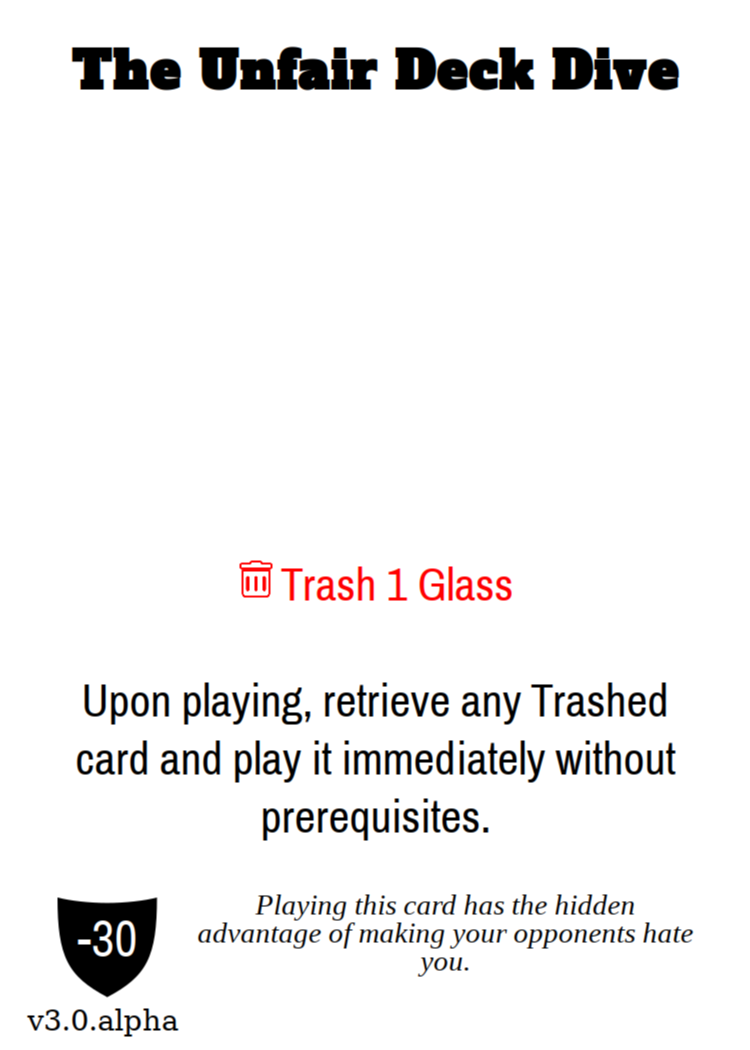 The Unfair Deck Dive
Trash 1 Glass
Upon playing, retrieve any Trashed
card and play it immediately without
prerequisites.
-30
Playing this card has the hidden
advantage of making your opponents hate
you.
v3.0.alpha